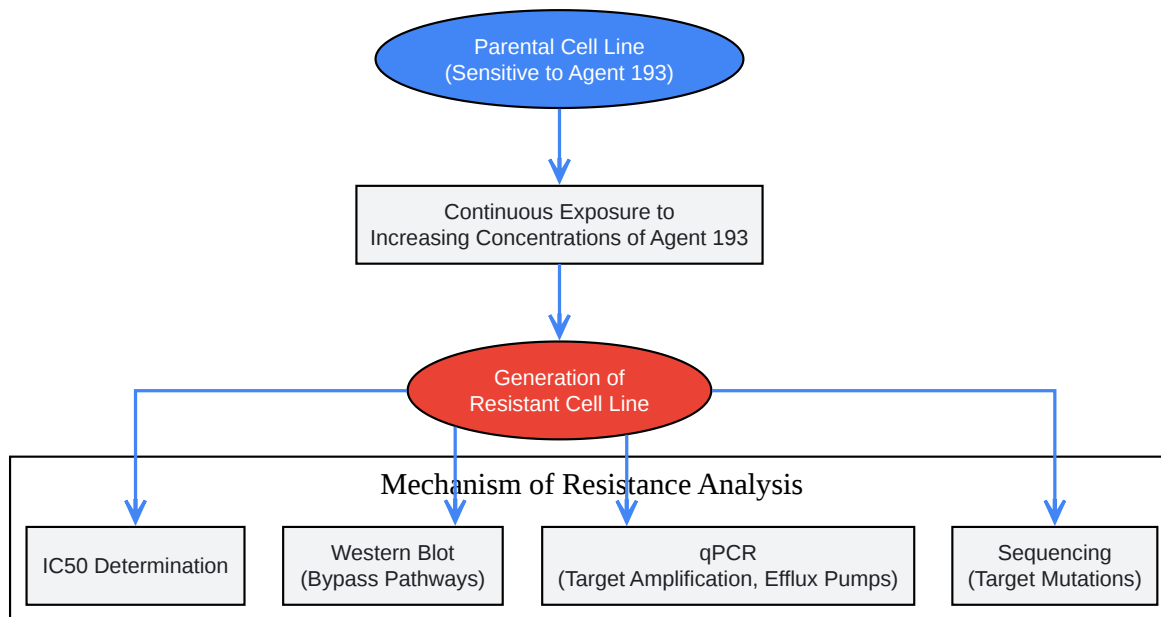 Parental Cell Line
(Sensitive to Agent 193)
Continuous Exposure to
Increasing Concentrations of Agent 193
Generation of
Resistant Cell Line
Mechanism of Resistance Analysis
IC50 Determination
Western Blot
(Bypass Pathways)
qPCR
(Target Amplification, Efflux Pumps)
Sequencing
(Target Mutations)